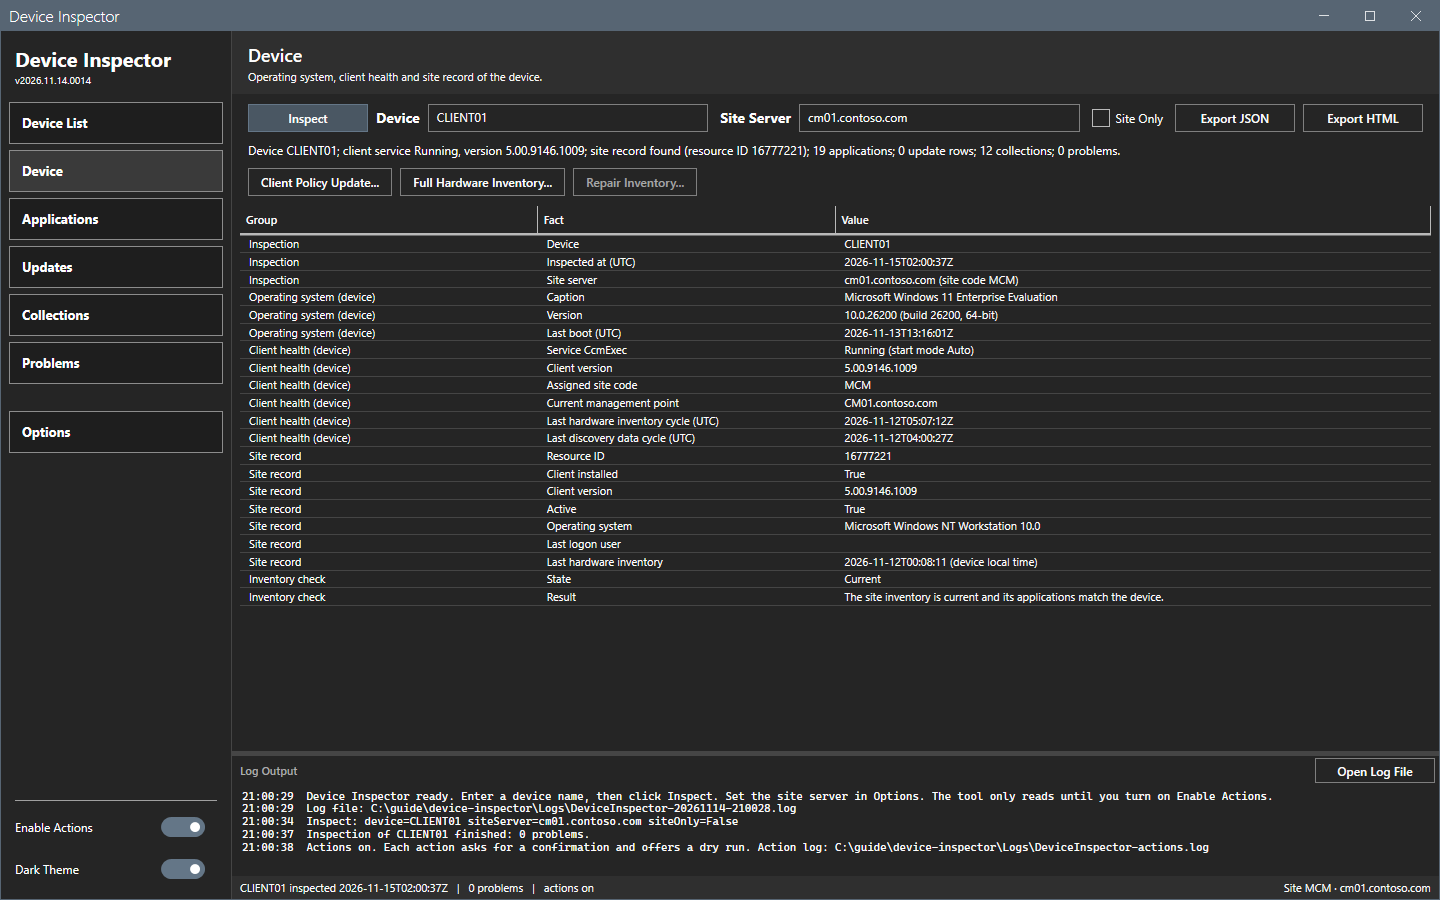 Device Inspector
Device Inspector
v2026.11.14.0014
Device List
Device
Applications
Updates
Collections
Problems
Options
Enable Actions
Dark Theme
Device
Operating system, client health and site record of the device.
Inspect Device CLIENT01 Site Server cm01.contoso.com Site Only Export JSON Export HTML
Device CLIENT01; client service Running, version 5.00.9146.1009; site record found (resource ID 16777221); 19 applications; 0 update rows; 12 collections; 0 problems.
Client Policy Update... Full Hardware Inventory... Repair Inventory...
Group Fact Value
Inspection Device CLIENT01
Inspection Inspected at (UTC) 2026-11-15T02:00:37Z
Inspection Site server cm01.contoso.com (site code MCM)
Operating system (device) Caption Microsoft Windows 11 Enterprise Evaluation
Operating system (device) Version 10.0.26200 (build 26200, 64-bit)
Operating system (device) Last boot (UTC) 2026-11-13T13:16:01Z
Client health (device) Service CcmExec Running (start mode Auto)
Client health (device) Client version 5.00.9146.1009
Client health (device) Assigned site code MCM
Client health (device) Current management point CM01.contoso.com
Client health (device) Last hardware inventory cycle (UTC) 2026-11-12T05:07:12Z
Client health (device) Last discovery data cycle (UTC) 2026-11-12T04:00:27Z
Site record Resource ID 16777221
Site record Client installed True
Site record Client version 5.00.9146.1009
Site record Active True
Site record Operating system Microsoft Windows NT Workstation 10.0
Site record Last logon user
Site record Last hardware inventory 2026-11-12T00:08:11 (device local time)
Inventory check State Current
Inventory check Result The site inventory is current and its applications match the device.
Log Output Open Log File
21:00:29 Device Inspector ready. Enter a device name, then click Inspect. Set the site server in Options. The tool only reads until you turn on Enable Actions.
21:00:29 Log file: C:\guide\device-inspector\Logs\DeviceInspector-20261114-210028.log
21:00:34 Inspect: device=CLIENT01 siteServer=cm01.contoso.com siteOnly=False
21:00:37 Inspection of CLIENT01 finished: 0 problems.
21:00:38 Actions on. Each action asks for a confirmation and offers a dry run. Action log: C:\guide\device-inspector\Logs\DeviceInspector-actions.log
CLIENT01 inspected 2026-11-15T02:00:37Z | 0 problems | actions on Site MCM · cm01.contoso.com